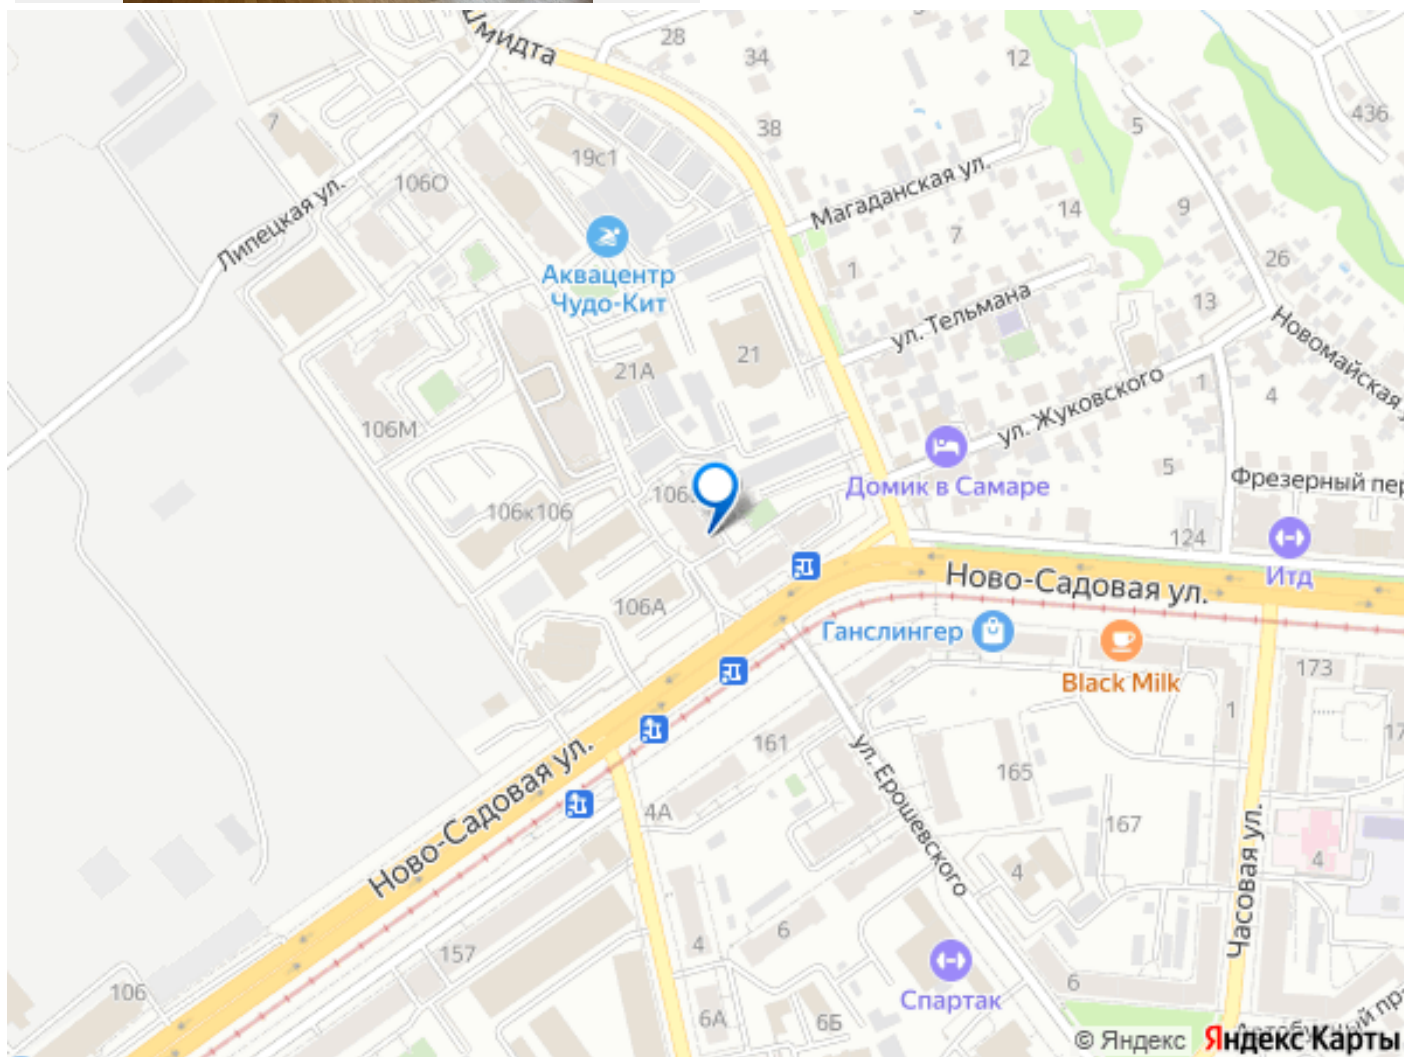 28
34
12
436
7
38
5
19с1
106О
Липецкая ул.
Магаданская ул.
14
9
7
Аквацентр
Чудо-Кит
1
26
13
ул. Тельмана
21
21А
Новомайская
ул. Жуковского
1
4
106М
5
Домик в Самаре
Фрезерный пер
106к106
124
Итд
Ново-Садовая ул.
106А
Ганслингер
Black Milk
173
1
161
ул. Ерошевского
165
4А
167
Ново-Садовая ул.
4
4
Часовая ул.
157
6
4
Спартак
6
106
6А
6Б
© Яндекс
Яндекс Карты